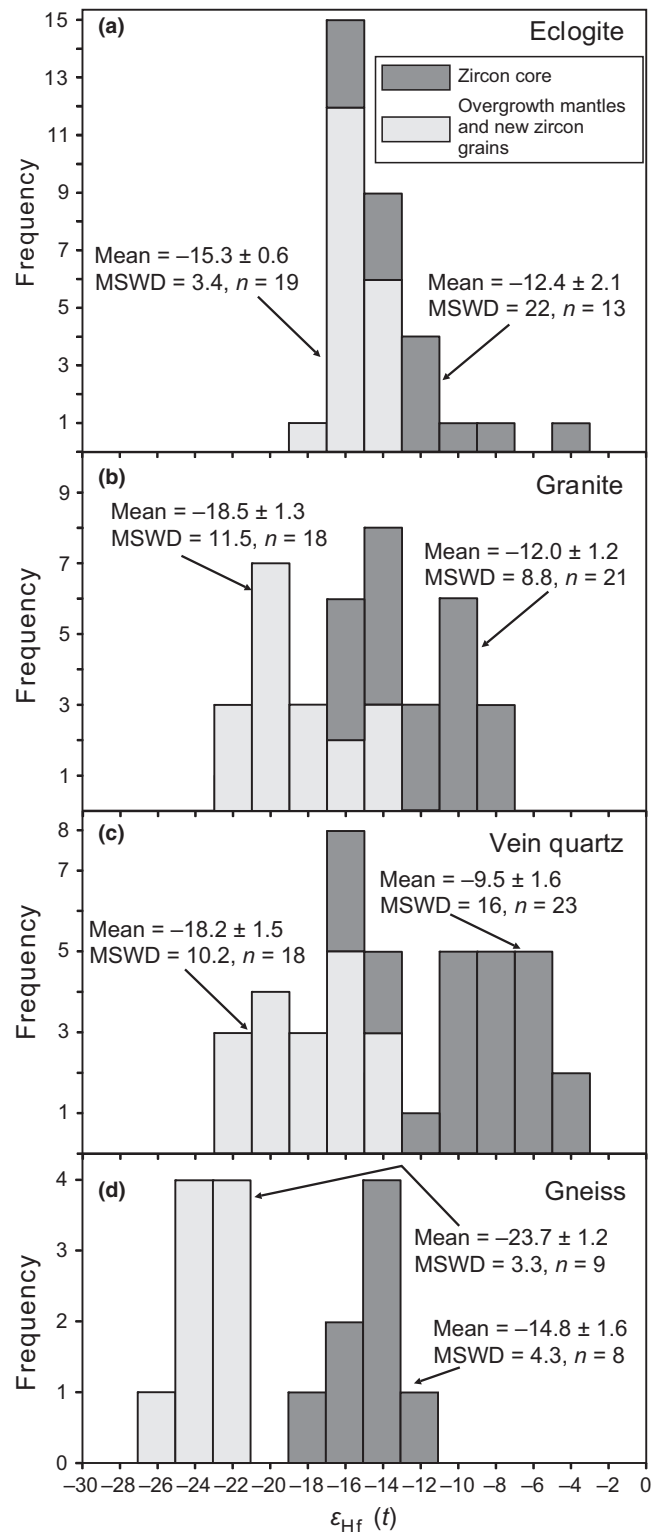 (a)
Eclogite
15
13
11
9
7
5
3
1
Frequency
Zircon core
Overgrowth mantles
and new zircon
grains
Mean = –15.3 ± 0.6
MSWD = 3.4, n = 19
Mean = –12.4 ± 2.1
MSWD = 22, n = 13
(b)
Granite
9
7
5
3
1
Frequency
Mean = –18.5 ± 1.3
MSWD = 11.5, n = 18
Mean = –12.0 ± 1.2
MSWD = 8.8, n = 21
(c)
Vein quartz
8
7
5
3
1
Frequency
Mean = –9.5 ± 1.6
MSWD = 16, n = 23
Mean = –18.2 ± 1.5
MSWD = 10.2, n = 18
(d)
Gneiss
4
3
2
1
0
Frequency
Mean = –23.7 ± 1.2
MSWD = 3.3, n = 9
Mean = –14.8 ± 1.6
MSWD = 4.3, n = 8
–30 –28 –26 –24 –22 –20 –18 –16 –14 –12 –10 –8 –6 –4 –2 0
εHf (t)